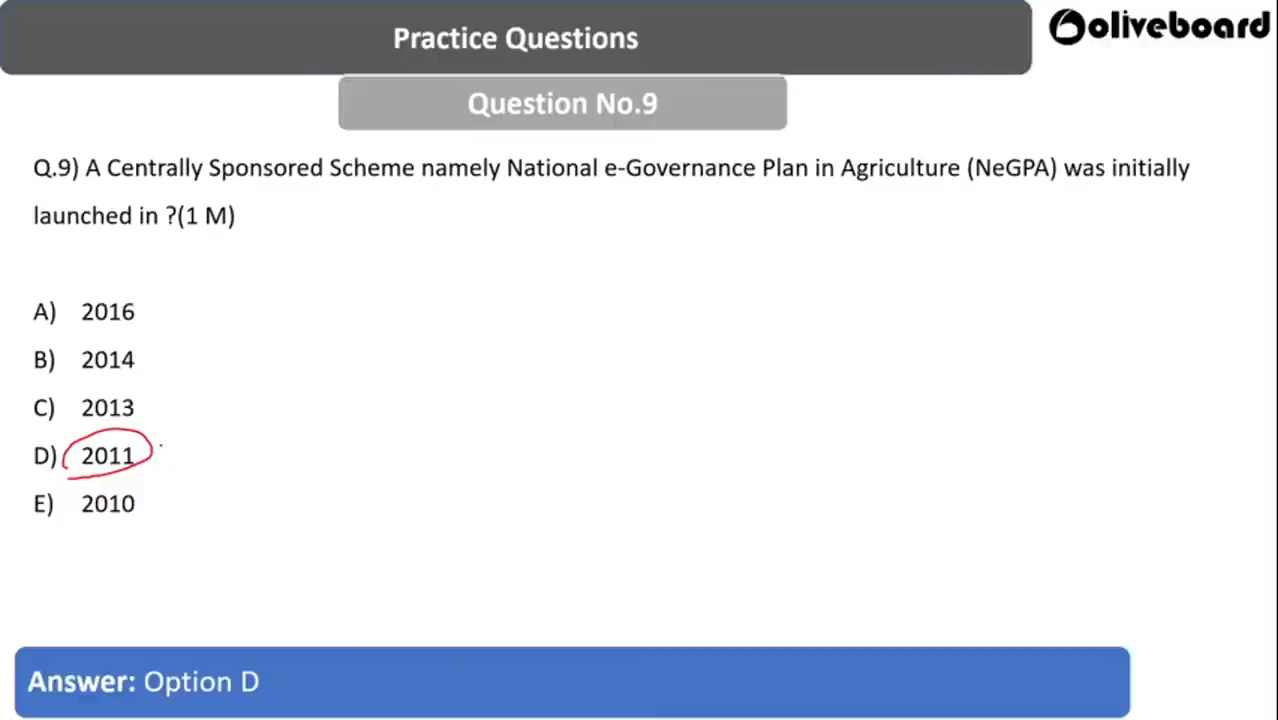 Practice Questions
oliveboard
Question No.9
Q.9) A Centrally Sponsored Scheme namely National e-Governance Plan in Agriculture (NeGPA) was initially
launched in ?(1 M)
A) 2016
B) 2014
C) 2013
D) 2011
E) 2010
Answer: Option D